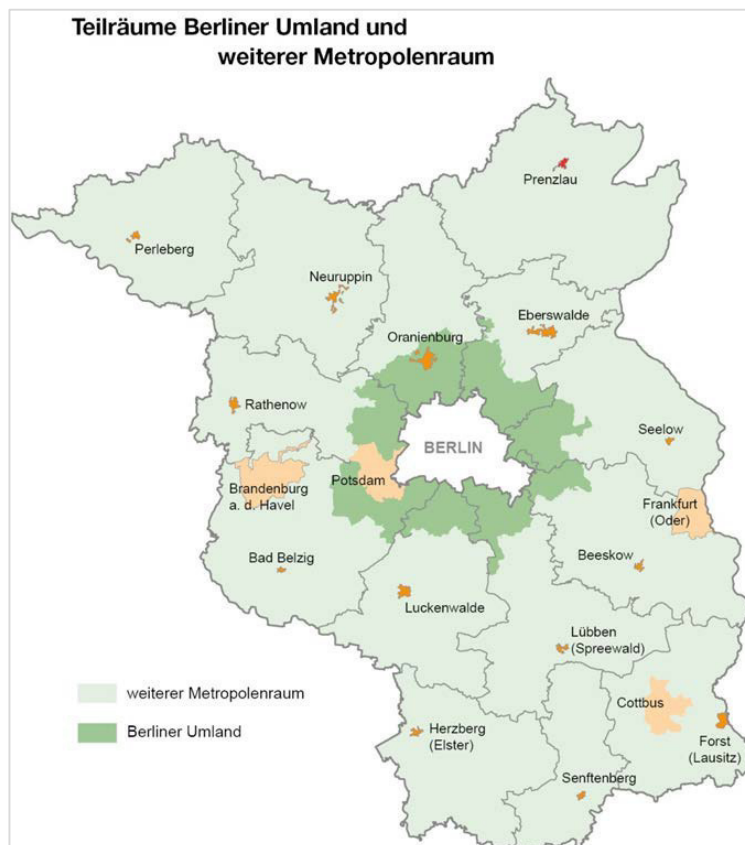 Teilräume Berliner Umland und
weiterer Metropolenraum
Prenzlau
Perleberg
Neuruppin
Eberswalde
Oranienburg
Rathenow
Seelow
BERLIN
Potsdam
Brandenburg
a. d. Havel
Frankfurt
(Oder)
Bad Belzig
Beeskow
Luckenwalde
Lübben
(Spreewald)
weiterer Metropolenraum
Cottbus
Berliner Umland
Herzberg
(Elster)
Forst
(Lausitz)
Senftenberg